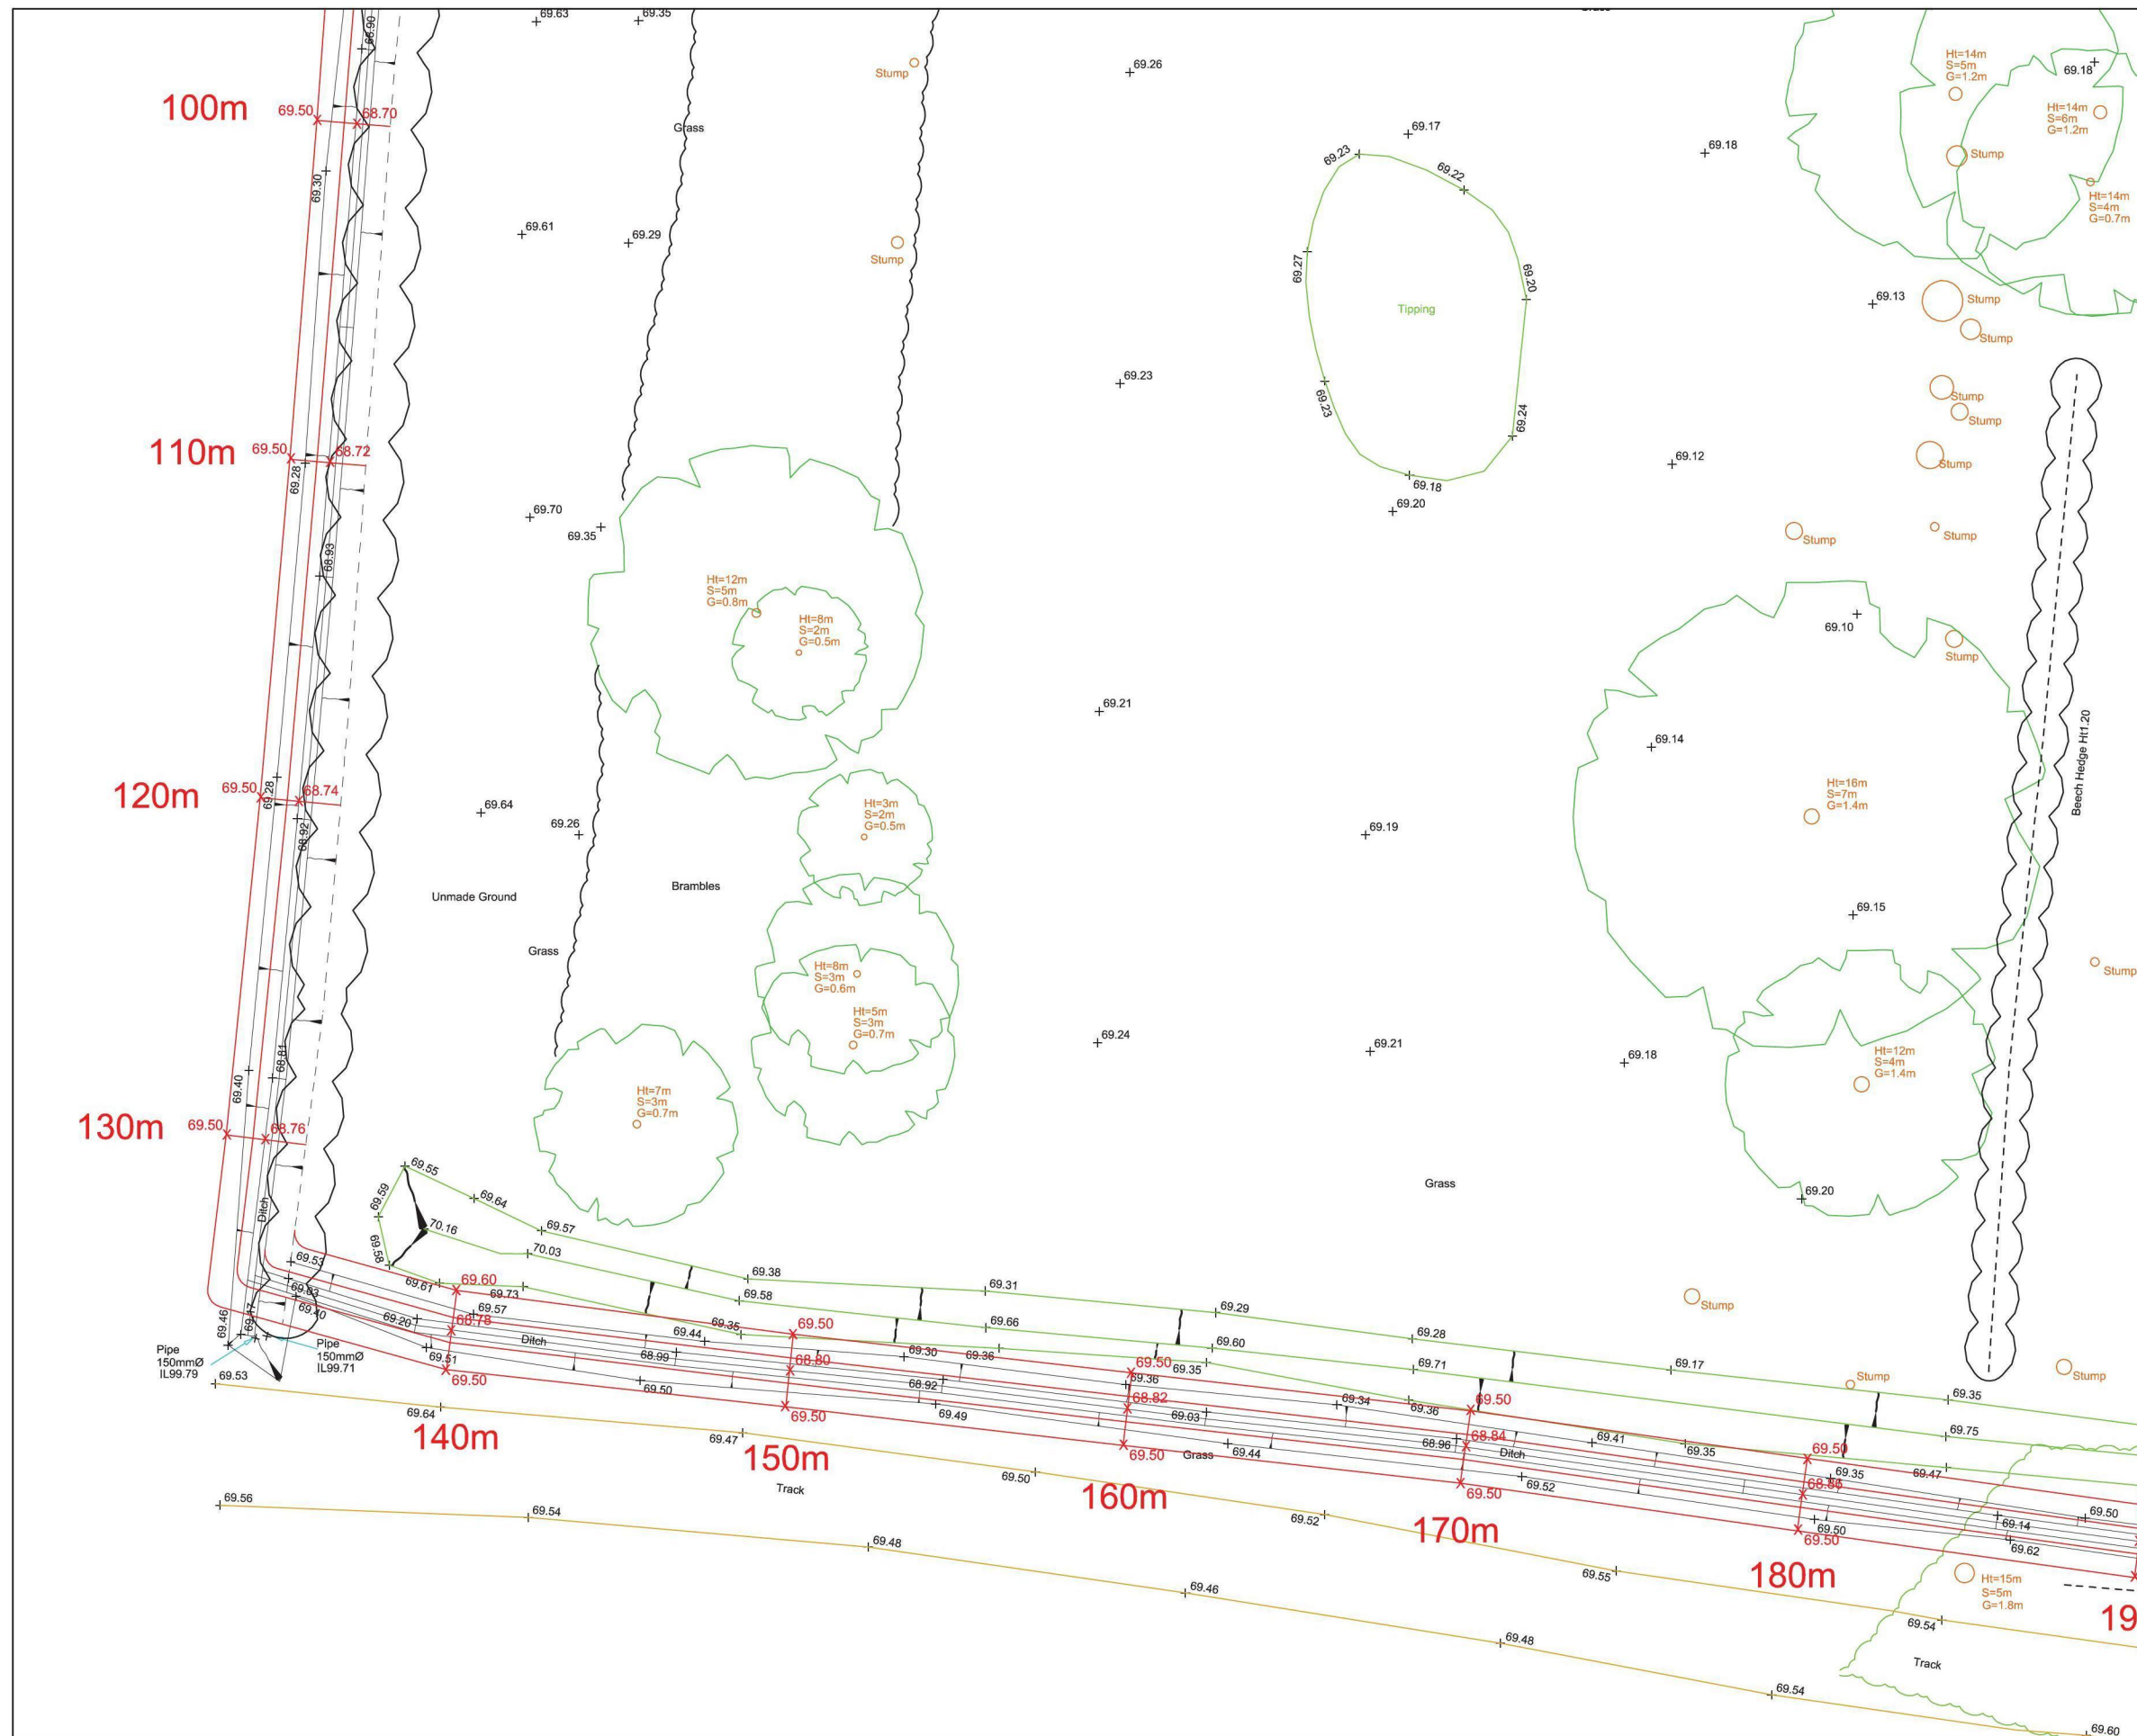 69.63
69.35
68.90
69.26
69.18
Stump
Ht=14m
S=5m
G=1.2m
Ht=14m
S=6m
G=1.2m
100m
69.50
68.70
Grass
69.17
69.18
69.23
69.22
Stump
69.30
Ht=14m
S=4m
G=0.7m
69.61
69.29
Stump
69.27
69.20
69.13
Stump
Tipping
Stump
69.23
69.23
69.24
Stump
Stump
110m
69.50
68.72
69.28
69.12
Stump
69.18
69.20
69.70
69.35
Stump
Stump
68.93
Ht=12m
S=5m
G=0.8m
Ht=8m
S=2m
G=0.5m
69.10
Stump
69.21
69.14
Beech Hedge Ht1.20
120m
69.50
68.74
69.28
68.92
69.64
69.26
Ht=3m
S=2m
G=0.5m
69.19
Ht=16m
S=7m
G=1.4m
Unmade Ground
Brambles
69.15
Grass
Ht=8m
S=3m
G=0.6m
Stump
Ht=5m
S=3m
G=0.7m
69.24
69.21
69.18
68.81
69.40
Ht=12m
S=4m
G=1.4m
130m
69.50
68.76
Ht=7m
S=3m
G=0.7m
69.55
69.59
69.64
Grass
69.20
Ditch
70.16
69.57
69.58
70.03
69.53
69.38
69.61
69.60
69.31
69.03
69.73
69.58
69.29
Stump
69.40
69.57
69.46
69.17
69.20
68.78
69.35
69.50
69.66
69.28
Ditch
69.44
69.60
Pipe
150mmØ
IL99.79
Pipe
150mmØ
IL99.71
69.51
68.99
68.80
69.30
69.36
69.50
69.35
69.71
69.17
Stump
Stump
69.53
69.50
69.50
68.92
69.36
69.35
69.64
69.50
69.49
68.82
69.03
69.34
69.36
69.50
69.75
140m
69.47
69.50
Grass
69.44
68.96
68.84
Ditch
69.41
69.35
69.50
69.35
69.47
150m
Track
69.50
69.50
69.52
68.86
69.50
69.56
69.54
160m
69.52
170m
69.50
69.50
69.14
69.62
69.48
69.55
180m
Ht=15m
S=5m
G=1.8m
69.46
69.54
19
69.48
Track
69.54
69.60